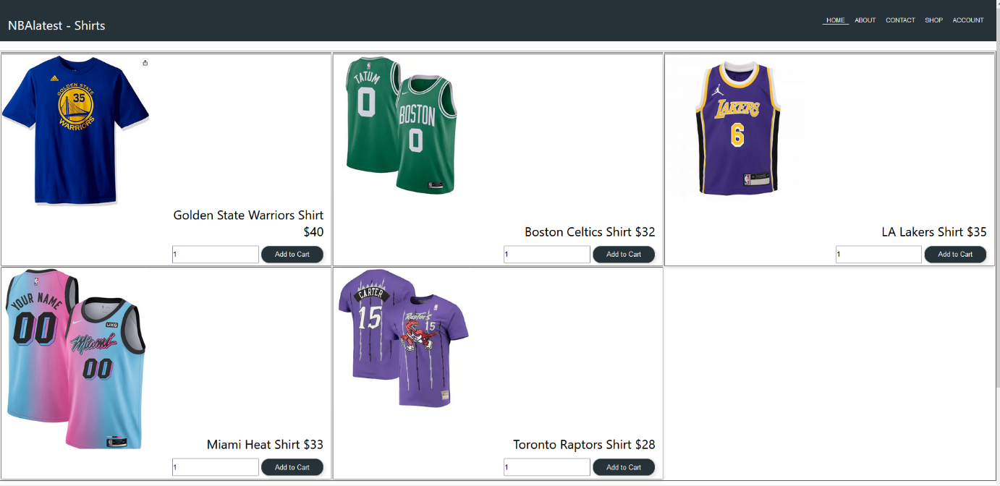 NBAlatest - Shirts
HOME ABOUT CONTACT SHOP ACCOUNT
GOLDEN STATE
35
WARRIORS
Golden State Warriors Shirt
$40
1 Add to Cart
TATUM
0
BOSTON
0
Boston Celtics Shirt $32
1 Add to Cart
LAKERS
6
LA Lakers Shirt $35
1 Add to Cart
YOUR NAME
00
UKG
Miami
00
Miami Heat Shirt $33
1 Add to Cart
CARTER
15
Raptors
15
Toronto Raptors Shirt $28
1 Add to Cart